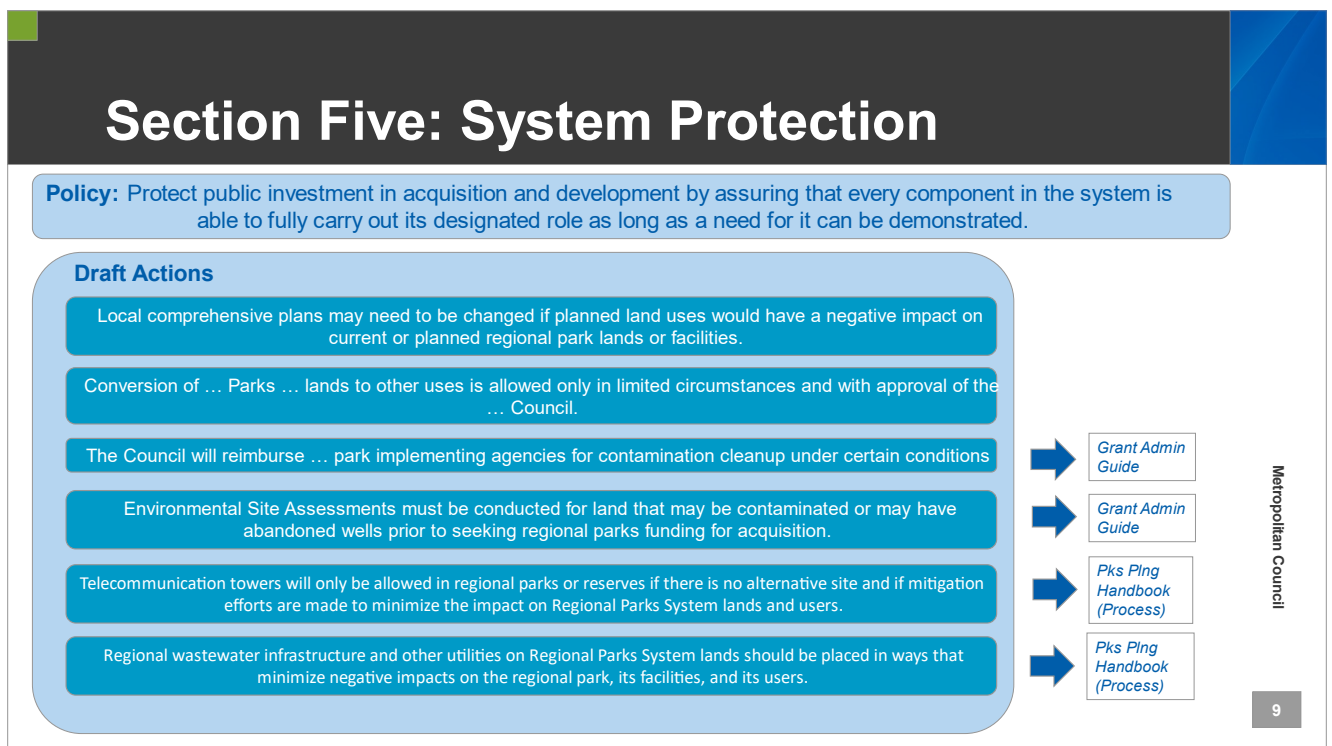 Section Five: System Protection
Policy: Protect public investment in acquisition and development by assuring that every component in the system is
able to fully carry out its designated role as long as a need for it can be demonstrated.
Draft Actions
Local comprehensive plans may need to be changed if planned land uses would have a negative impact on
current or planned regional park lands or facilities.
Conversion of … Parks … lands to other uses is allowed only in limited circumstances and with approval of the
… Council.
The Council will reimburse … park implementing agencies for contamination cleanup under certain conditions
Grant Admin
Guide
Environmental Site Assessments must be conducted for land that may be contaminated or may have
abandoned wells prior to seeking regional parks funding for acquisition.
Grant Admin
Guide
Telecommunication towers will only be allowed in regional parks or reserves if there is no alternative site and if mitigation
efforts are made to minimize the impact on Regional Parks System lands and users.
Pks Plng
Handbook
(Process)
Regional wastewater infrastructure and other utilities on Regional Parks System lands should be placed in ways that
minimize negative impacts on the regional park, its facilities, and its users.
Pks Plng
Handbook
(Process)
Metropolitan Council
9